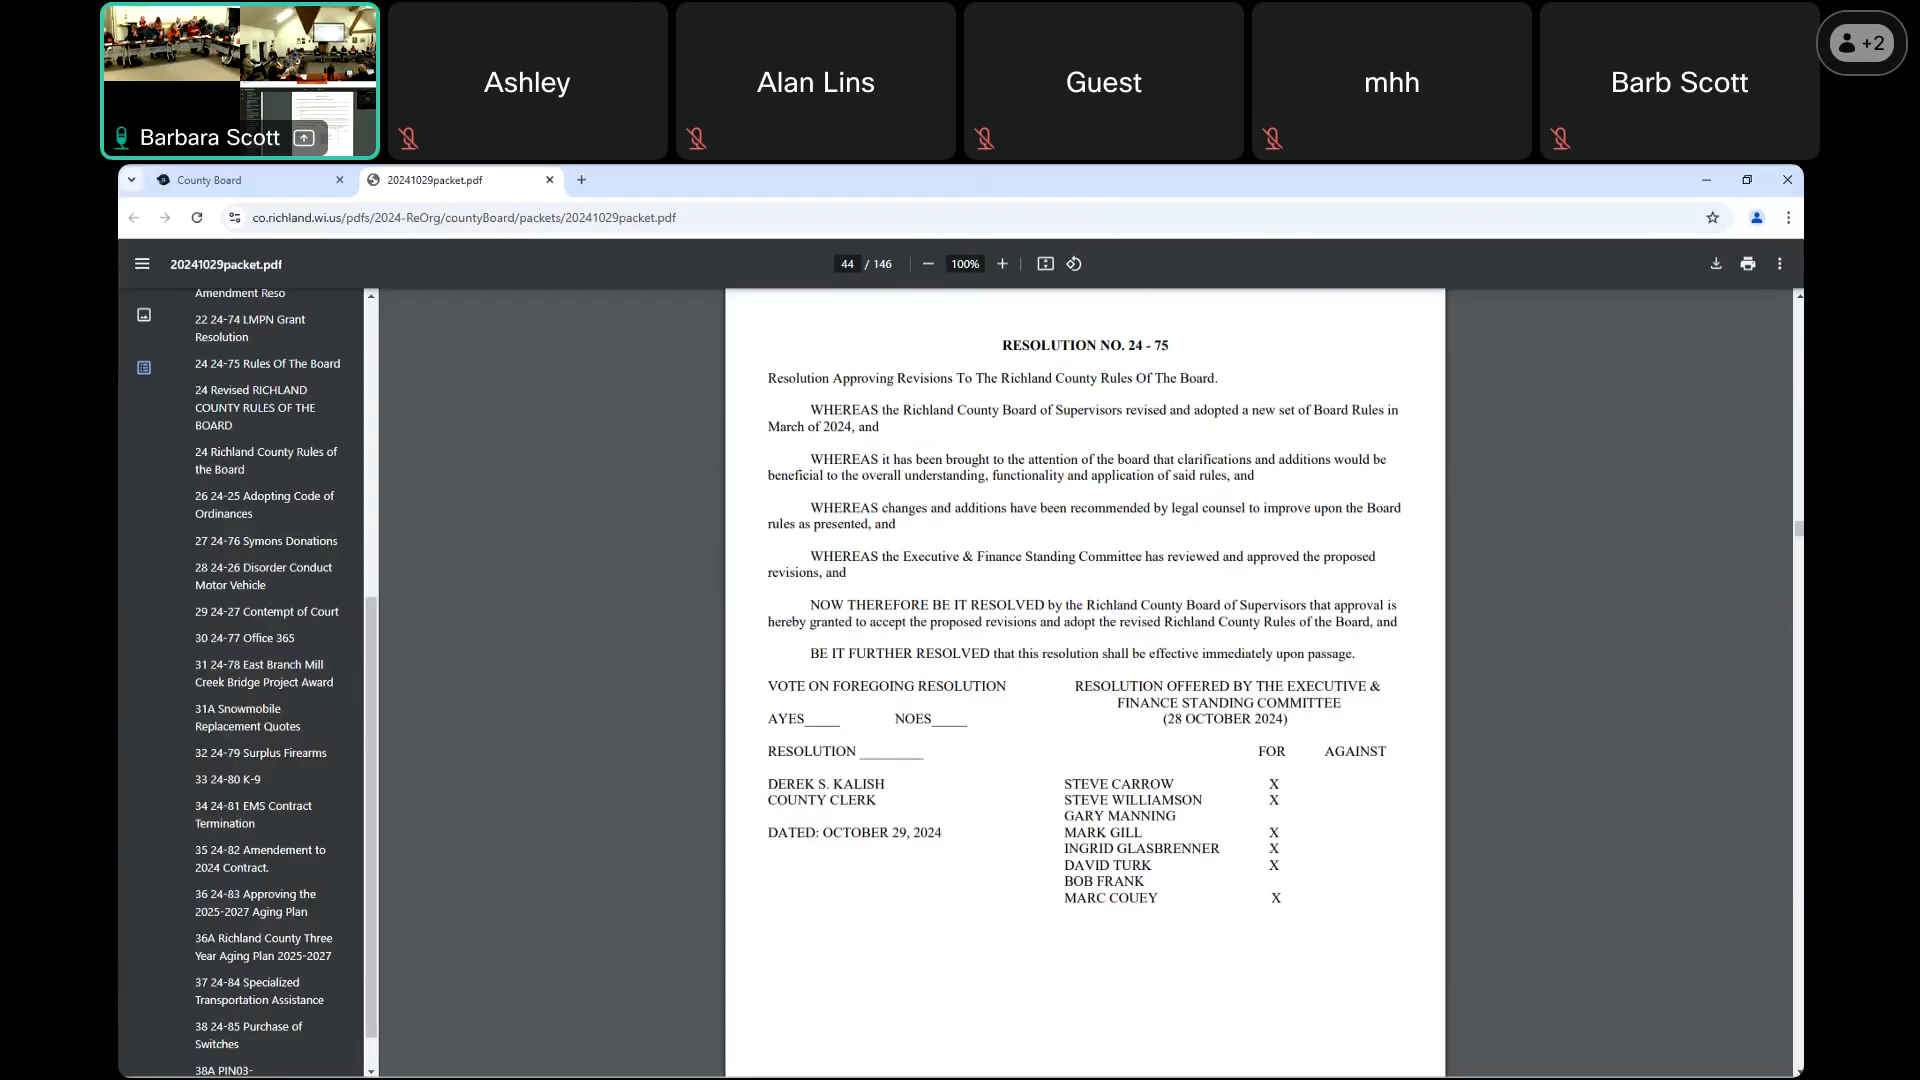 Barbara Scott
Ashley
Alan Lins
Guest
mhh
Barb Scott
+2
County Board
20241029packet.pdf
co.richland.wi.us/pdfs/2024-ReOrg/countyBoard/packets/20241029packet.pdf
20241029packet.pdf
44 / 146
100%
Amendment Reso
22 24-74 LMPN Grant
Resolution
24 24-75 Rules Of The Board
24 Revised RICHLAND
COUNTY RULES OF THE
BOARD
24 Richland County Rules of
the Board
26 24-25 Adopting Code of
Ordinances
27 24-76 Symons Donations
28 24-26 Disorder Conduct
Motor Vehicle
29 24-27 Contempt of Court
30 24-77 Office 365
31 24-78 East Branch Mill
Creek Bridge Project Award
31A Snowmobile
Replacement Quotes
32 24-79 Surplus Firearms
33 24-80 K-9
34 24-81 EMS Contract
Termination
35 24-82 Amendement to
2024 Contract.
36 24-83 Approving the
2025-2027 Aging Plan
36A Richland County Three
Year Aging Plan 2025-2027
37 24-84 Specialized
Transportation Assistance
38 24-85 Purchase of
Switches
38A PIN03-
RESOLUTION NO. 24 - 75
Resolution Approving Revisions To The Richland County Rules Of The Board.
WHEREAS the Richland County Board of Supervisors revised and adopted a new set of Board Rules in
March of 2024, and
WHEREAS it has been brought to the attention of the board that clarifications and additions would be
beneficial to the overall understanding, functionality and application of said rules, and
WHEREAS changes and additions have been recommended by legal counsel to improve upon the Board
rules as presented, and
WHEREAS the Executive & Finance Standing Committee has reviewed and approved the proposed
revisions, and
NOW THEREFORE BE IT RESOLVED by the Richland County Board of Supervisors that approval is
hereby granted to accept the proposed revisions and adopt the revised Richland County Rules of the Board, and
BE IT FURTHER RESOLVED that this resolution shall be effective immediately upon passage.
VOTE ON FOREGOING RESOLUTION
AYES_____ NOES_____
RESOLUTION _________
DEREK S. KALISH
COUNTY CLERK
DATED: OCTOBER 29, 2024
RESOLUTION OFFERED BY THE EXECUTIVE &
FINANCE STANDING COMMITTEE
(28 OCTOBER 2024)
FOR AGAINST
STEVE CARROW X
STEVE WILLIAMSON X
GARY MANNING
MARK GILL X
INGRID GLASBRENNER X
DAVID TURK X
BOB FRANK
MARC COUEY X